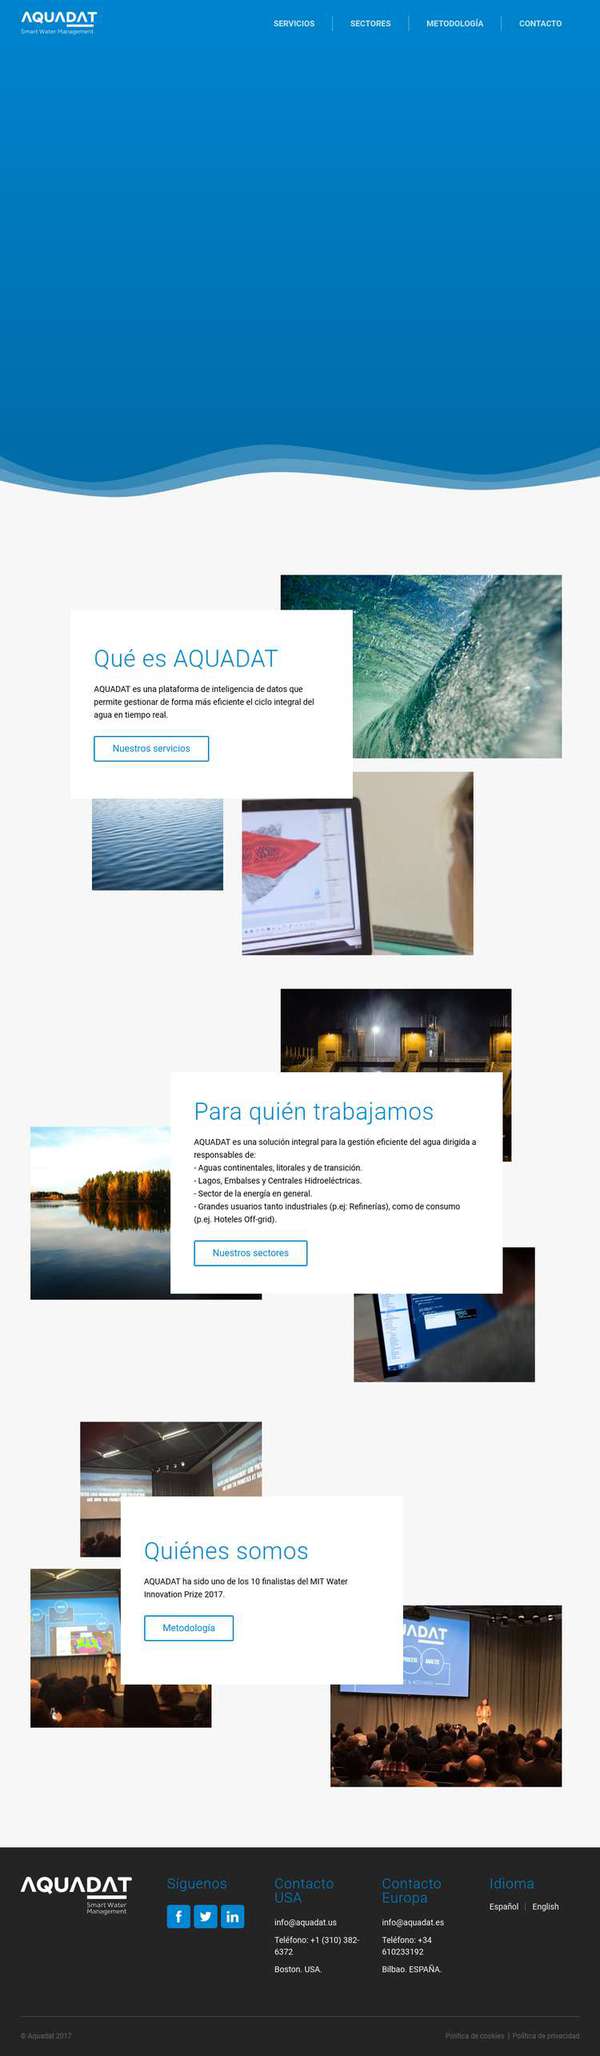 AQUADAT
Smart Water Management
SERVICIOS
SECTORES
METODOLOGÍA
CONTACTO
Qué es AQUADAT
AQUADAT es una plataforma de inteligencia de datos que
permite gestionar de forma más eficiente el ciclo integral del
agua en tiempo real.
Nuestros servicios
Para quién trabajamos
AQUADAT es una solución integral para la gestión eficiente del agua dirigida a
responsables de:
- Aguas continentales, litorales y de transición.
- Lagos, Embalses y Centrales Hidroeléctricas.
- Sector de la energía en general.
- Grandes usuarios tanto industriales (p.ej: Refinerías), como de consumo
(p.ej. Hoteles Off-grid).
Nuestros sectores
Quiénes somos
AQUADAT ha sido uno de los 10 finalistas del MIT Water
Innovation Prize 2017.
Metodología
AQUADAT
Smart Water
Management
Síguenos
Contacto
USA
info@aquadat.us
Teléfono: +1 (310) 382-
6372
Boston. USA.
Contacto
Europa
info@aquadat.es
Teléfono: +34
610233192
Bilbao. ESPAÑA.
Idioma
Español | English
© Aquadat 2017
Política de cookies | Política de privacidad